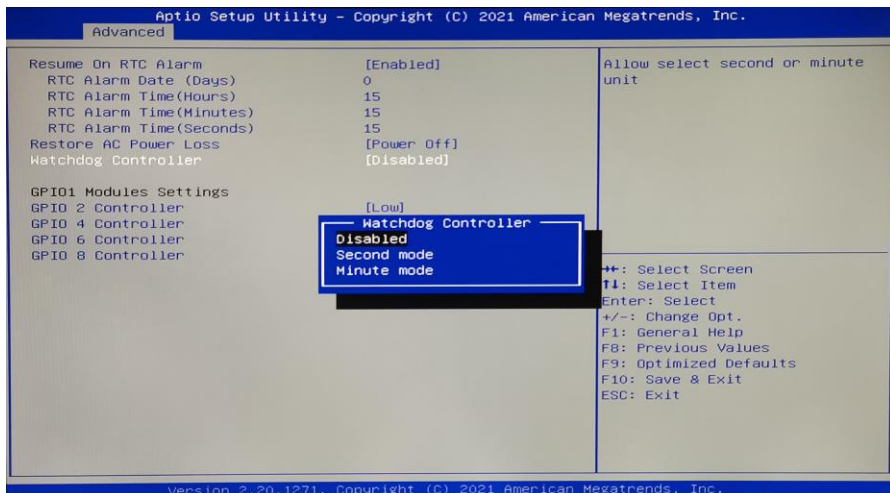 Aptio Setup Utility – Copyright (C) 2021 American Megatrends, Inc.
Advanced
Resume On RTC Alarm [Enabled]
RTC Alarm Date (Days) 0
RTC Alarm Time(Hours) 15
RTC Alarm Time(Minutes) 15
RTC Alarm Time(Seconds) 15
Restore AC Power Loss [Power Off]
Watchdog Controller [Disabled]
GPIO1 Modules Settings
GPIO 2 Controller [Low]
GPIO 4 Controller
GPIO 6 Controller
GPIO 8 Controller
Watchdog Controller
Disabled
Second mode
Minute mode
Allow select second or minute
unit
→←: Select Screen
↑↓: Select Item
Enter: Select
+/-: Change Opt.
F1: General Help
F8: Previous Values
F9: Optimized Defaults
F10: Save & Exit
ESC: Exit
Version 2.20.1271. Copyright (C) 2021 American Megatrends, Inc.